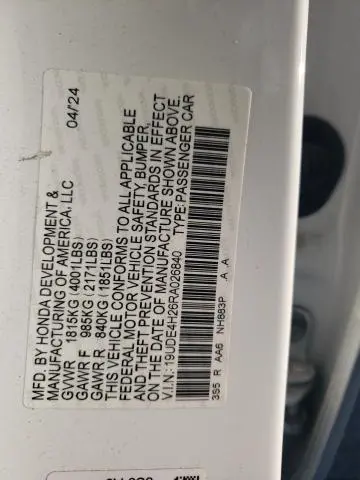 MFD. BY HONDA DEVELOPMENT & 04/24
MANUFACTURING OF AMERICA, LLC
GVWR 1815KG (4001LBS)
GAWR F 985KG (2171LBS)
GAWR R 840KG (1851LBS)
THIS VEHICLE CONFORMS TO ALL APPLICABLE
FEDERAL MOTOR VEHICLE SAFETY, BUMPER,
AND THEFT PREVENTION STANDARDS IN EFFECT
ON THE DATE OF MANUFACTURE SHOWN ABOVE.
V.I.N.: 19UDE4H26RA026840 TYPE: PASSENGER CAR
3S5 R AA6 NH883P A A